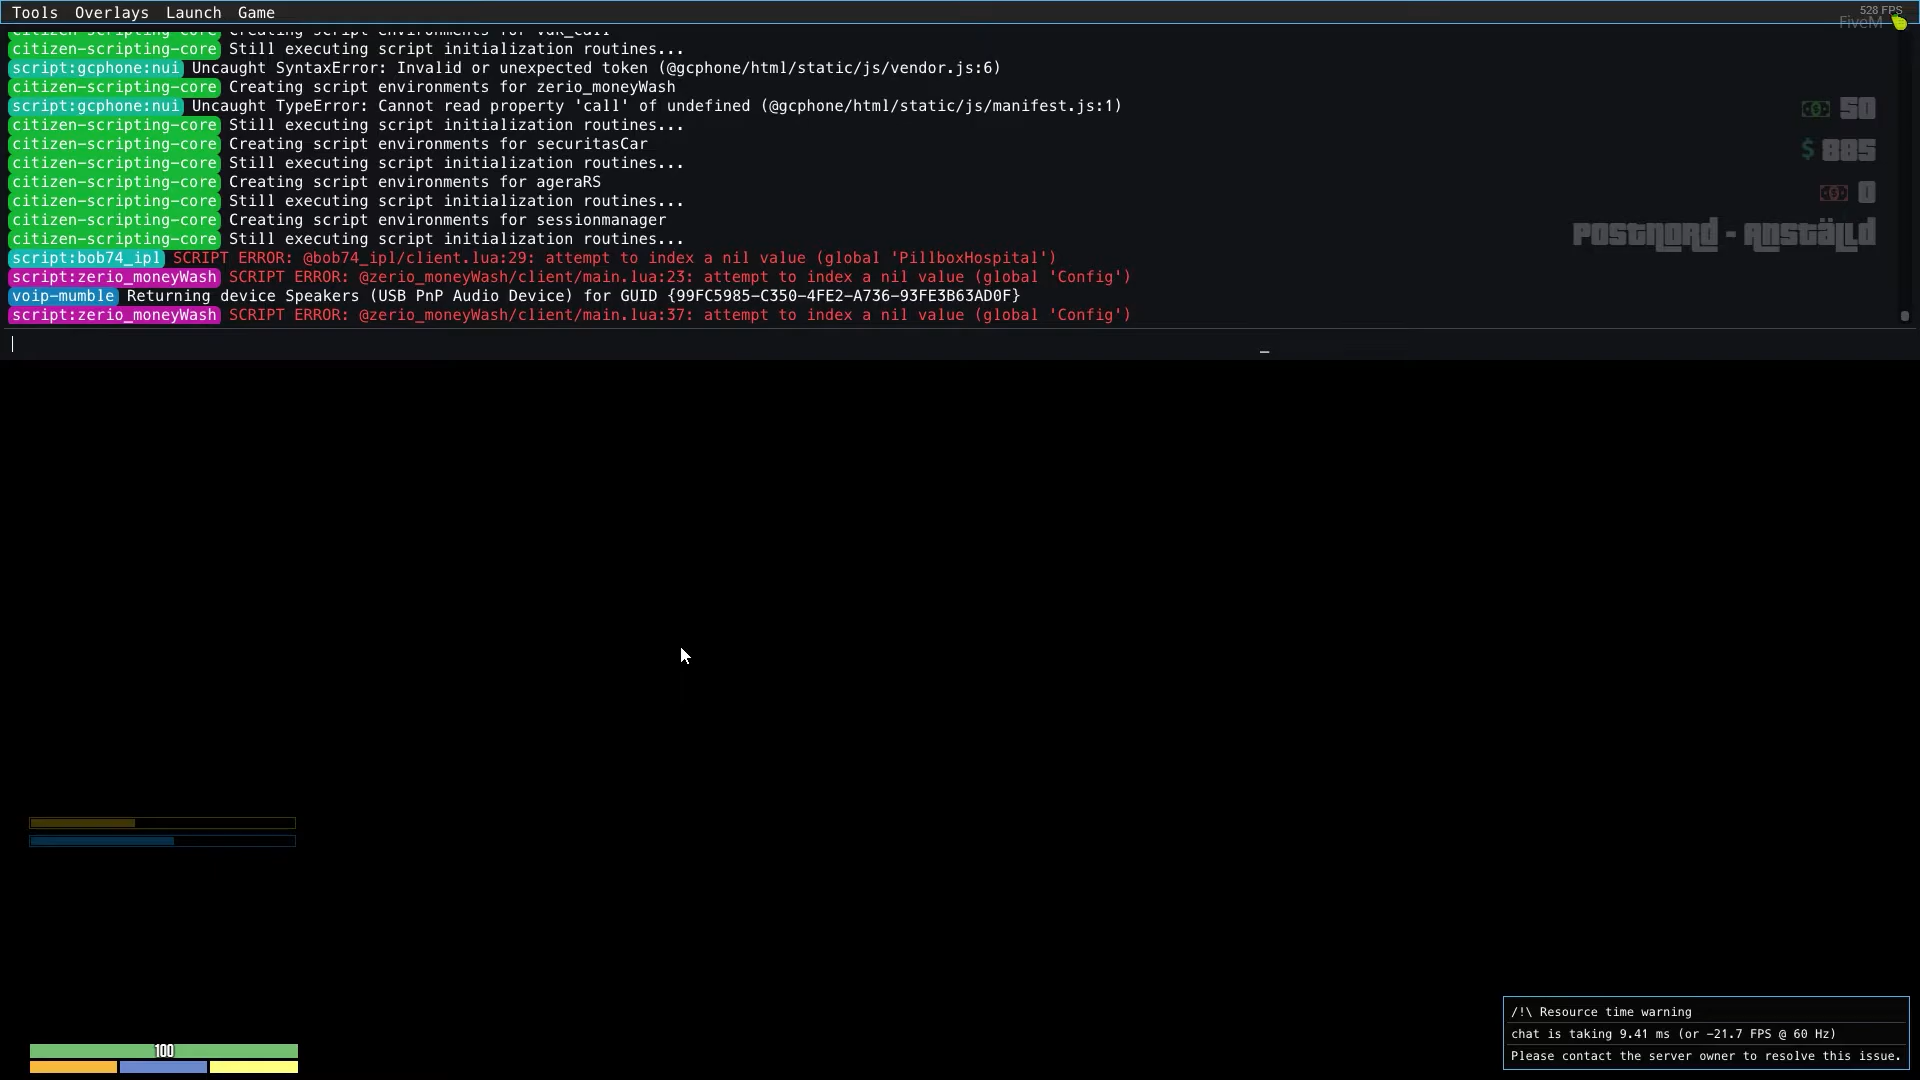 Tools Overlays Launch Game
528 FPS
FiveM
citizen-scripting-core Creating script environments for vdk_call
citizen-scripting-core Still executing script initialization routines...
script:gcphone:nui Uncaught SyntaxError: Invalid or unexpected token (@gcphone/html/static/js/vendor.js:6)
citizen-scripting-core Creating script environments for zerio_moneyWash
script:gcphone:nui Uncaught TypeError: Cannot read property 'call' of undefined (@gcphone/html/static/js/manifest.js:1)
50
citizen-scripting-core Still executing script initialization routines...
citizen-scripting-core Creating script environments for securitasCar
$ 885
citizen-scripting-core Still executing script initialization routines...
citizen-scripting-core Creating script environments for ageraRS
0
citizen-scripting-core Still executing script initialization routines...
citizen-scripting-core Creating script environments for sessionmanager
citizen-scripting-core Still executing script initialization routines...
Postnord - Anställd
script:bob74_ipl SCRIPT ERROR: @bob74_ipl/client.lua:29: attempt to index a nil value (global 'PillboxHospital')
script:zerio_moneyWash SCRIPT ERROR: @zerio_moneyWash/client/main.lua:23: attempt to index a nil value (global 'Config')
voip-mumble Returning device Speakers (USB PnP Audio Device) for GUID {99FC5985-C350-4FE2-A736-93FE3B63AD0F}
script:zerio_moneyWash SCRIPT ERROR: @zerio_moneyWash/client/main.lua:37: attempt to index a nil value (global 'Config')
_
100
/!\ Resource time warning
chat is taking 9.41 ms (or -21.7 FPS @ 60 Hz)
Please contact the server owner to resolve this issue.